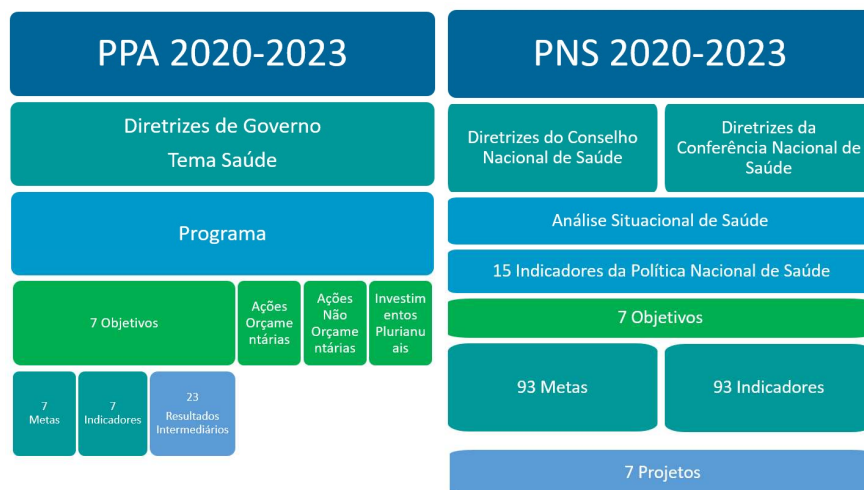 PPA 2020-2023
Diretrizes de Governo
Tema Saúde
Programa
7 Objetivos
Ações
Orçame
ntárias
Ações
Não
Orçame
ntárias
Investim
entos
Plurianu
ais
7
Metas
7
Indicadores
23
Resultados
Intermediários
PNS 2020-2023
Diretrizes do Conselho
Nacional de Saúde
Diretrizes da
Conferência Nacional de
Saúde
Análise Situacional de Saúde
15 Indicadores da Política Nacional de Saúde
7 Objetivos
93 Metas
93 Indicadores
7 Projetos